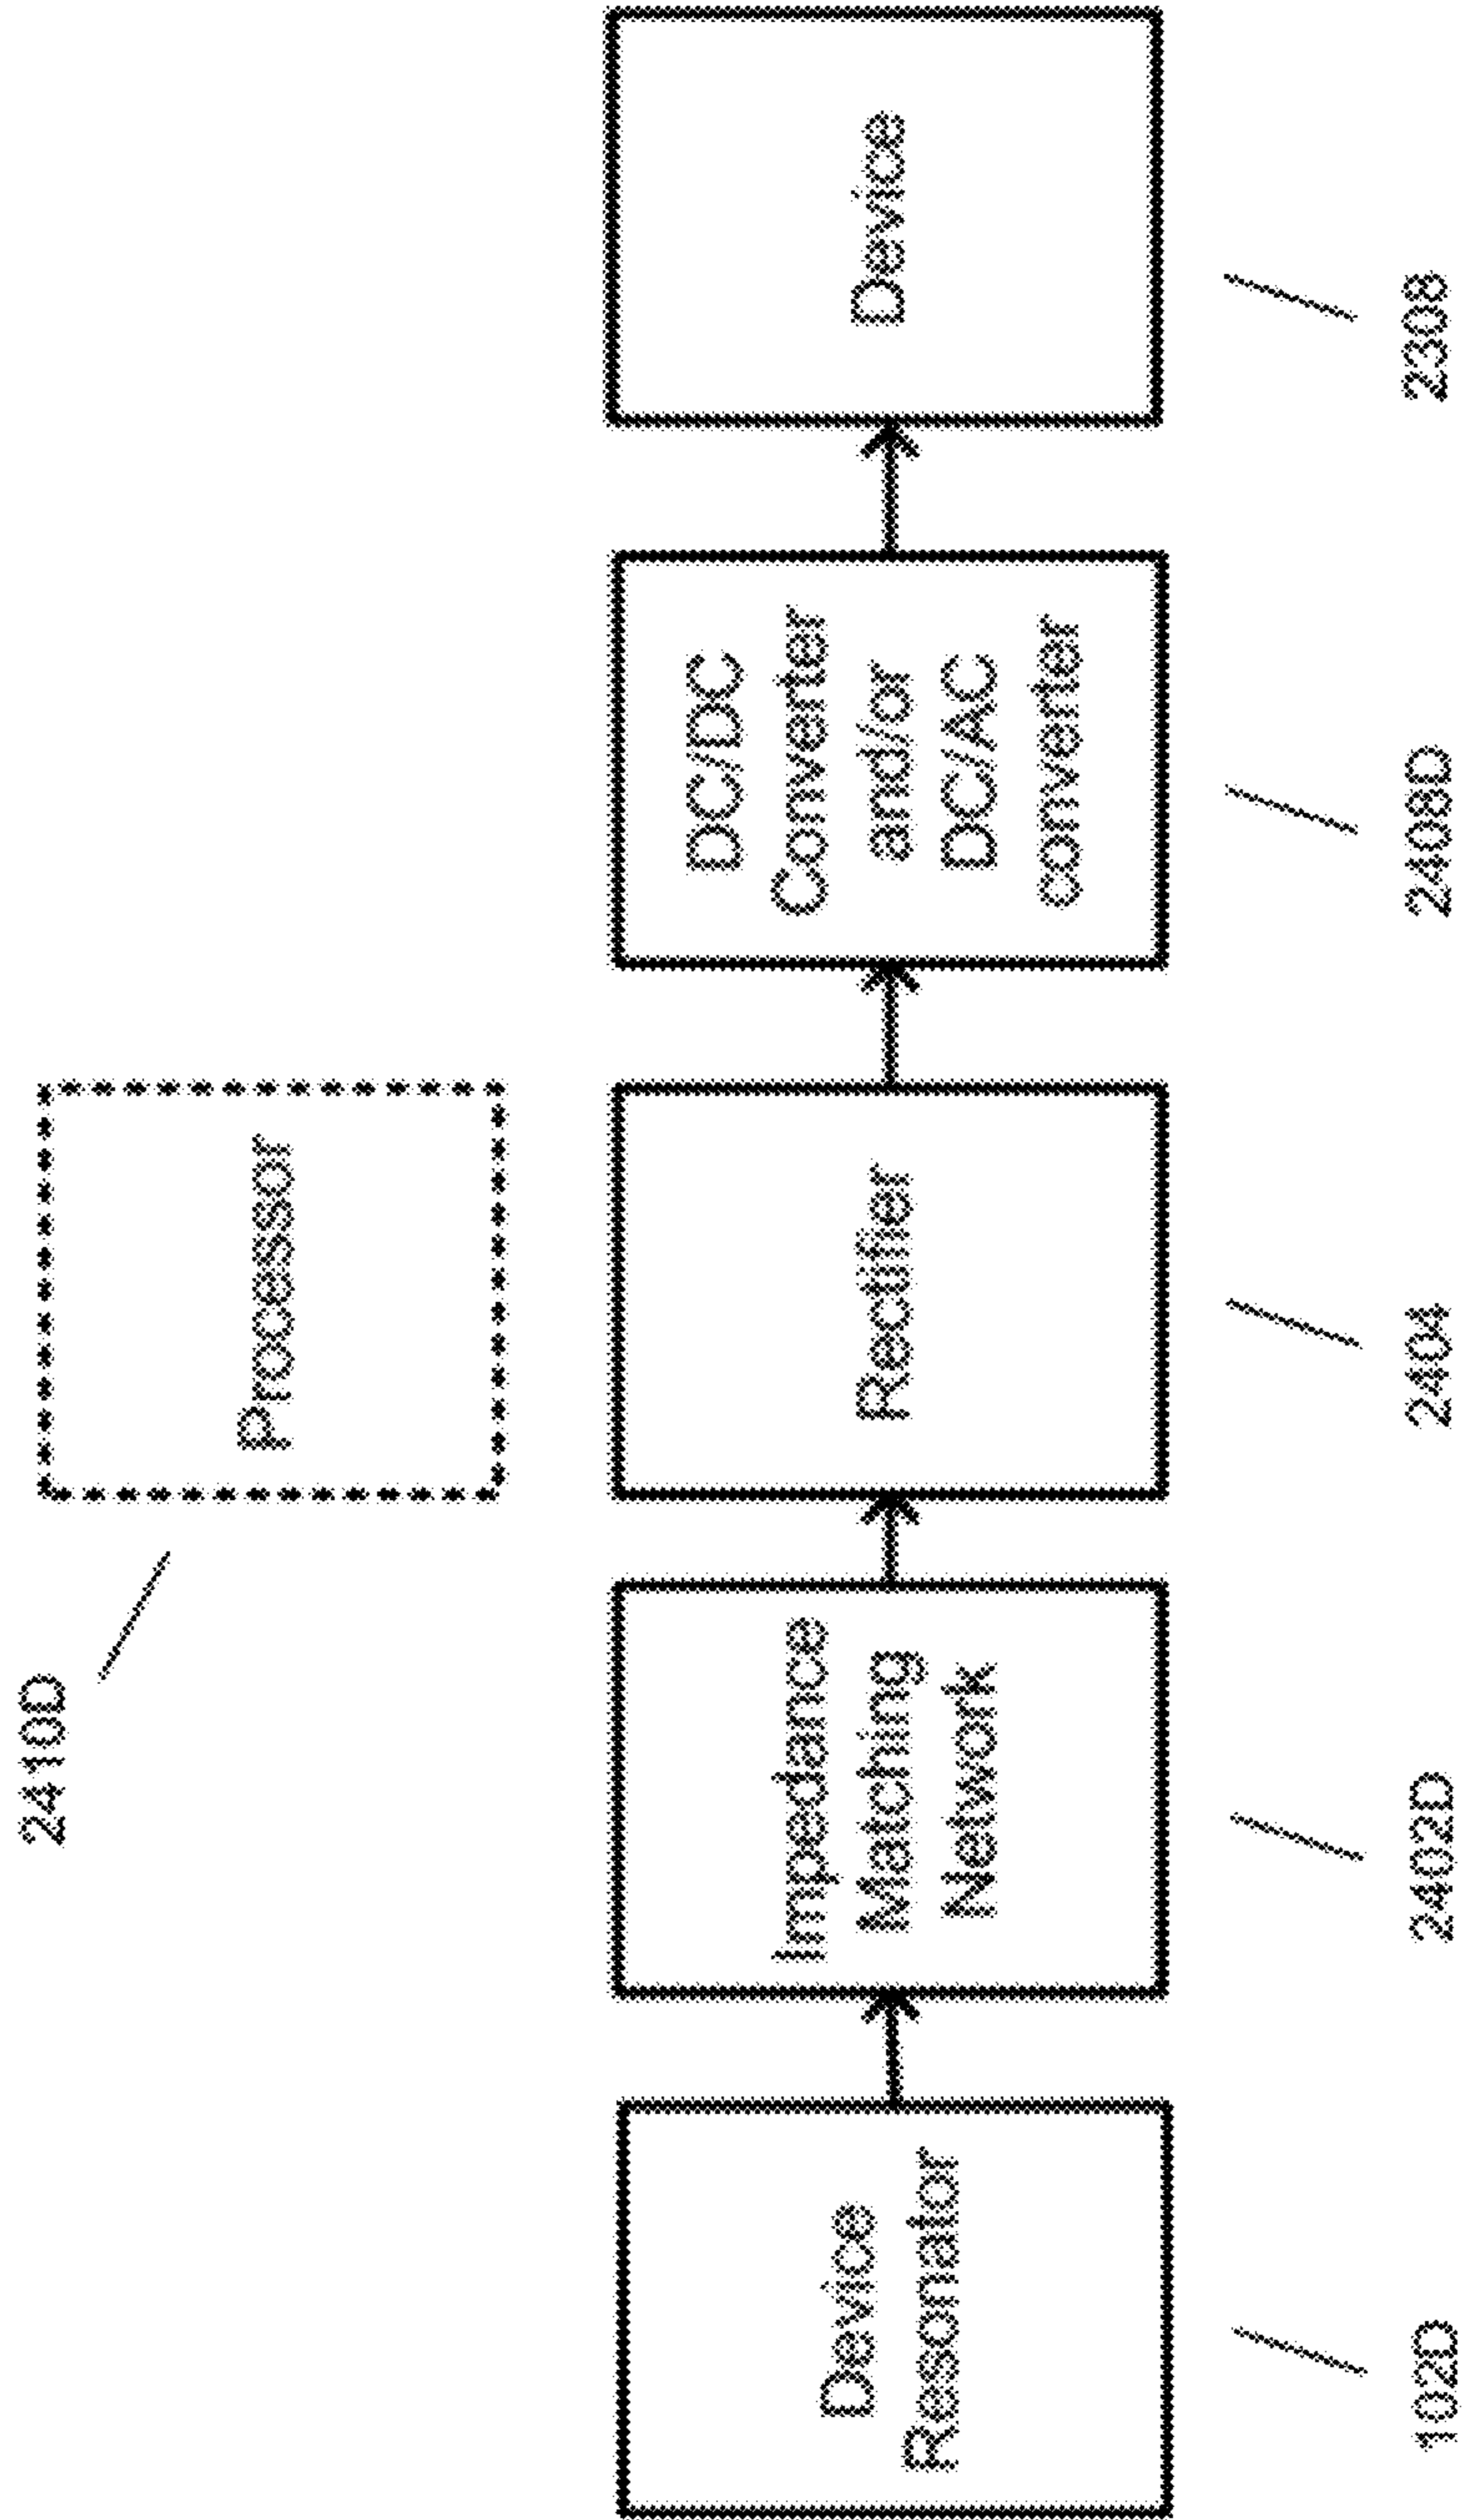 2410D
Processor
Device
Resonator
Impedance
Matching
Network
Rectifier
DC/DC
Converter
and/or
DC/AC
converter
Device
102D
2402D
2404
2408D
2308